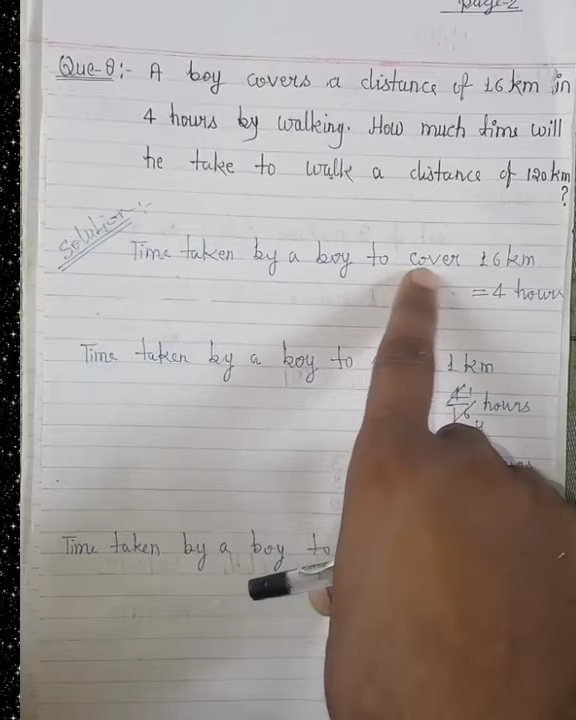 Page-2
Que-8:- A boy covers a distance of 16 km in
4 hours by walking. How much time will
he take to walk a distance of 120 km
?
Solution:-
Time taken by a boy to cover 16 km
= 4 hours
Time taken by a boy to 1 km
4 1 hours
16 4
Time taken by a boy to